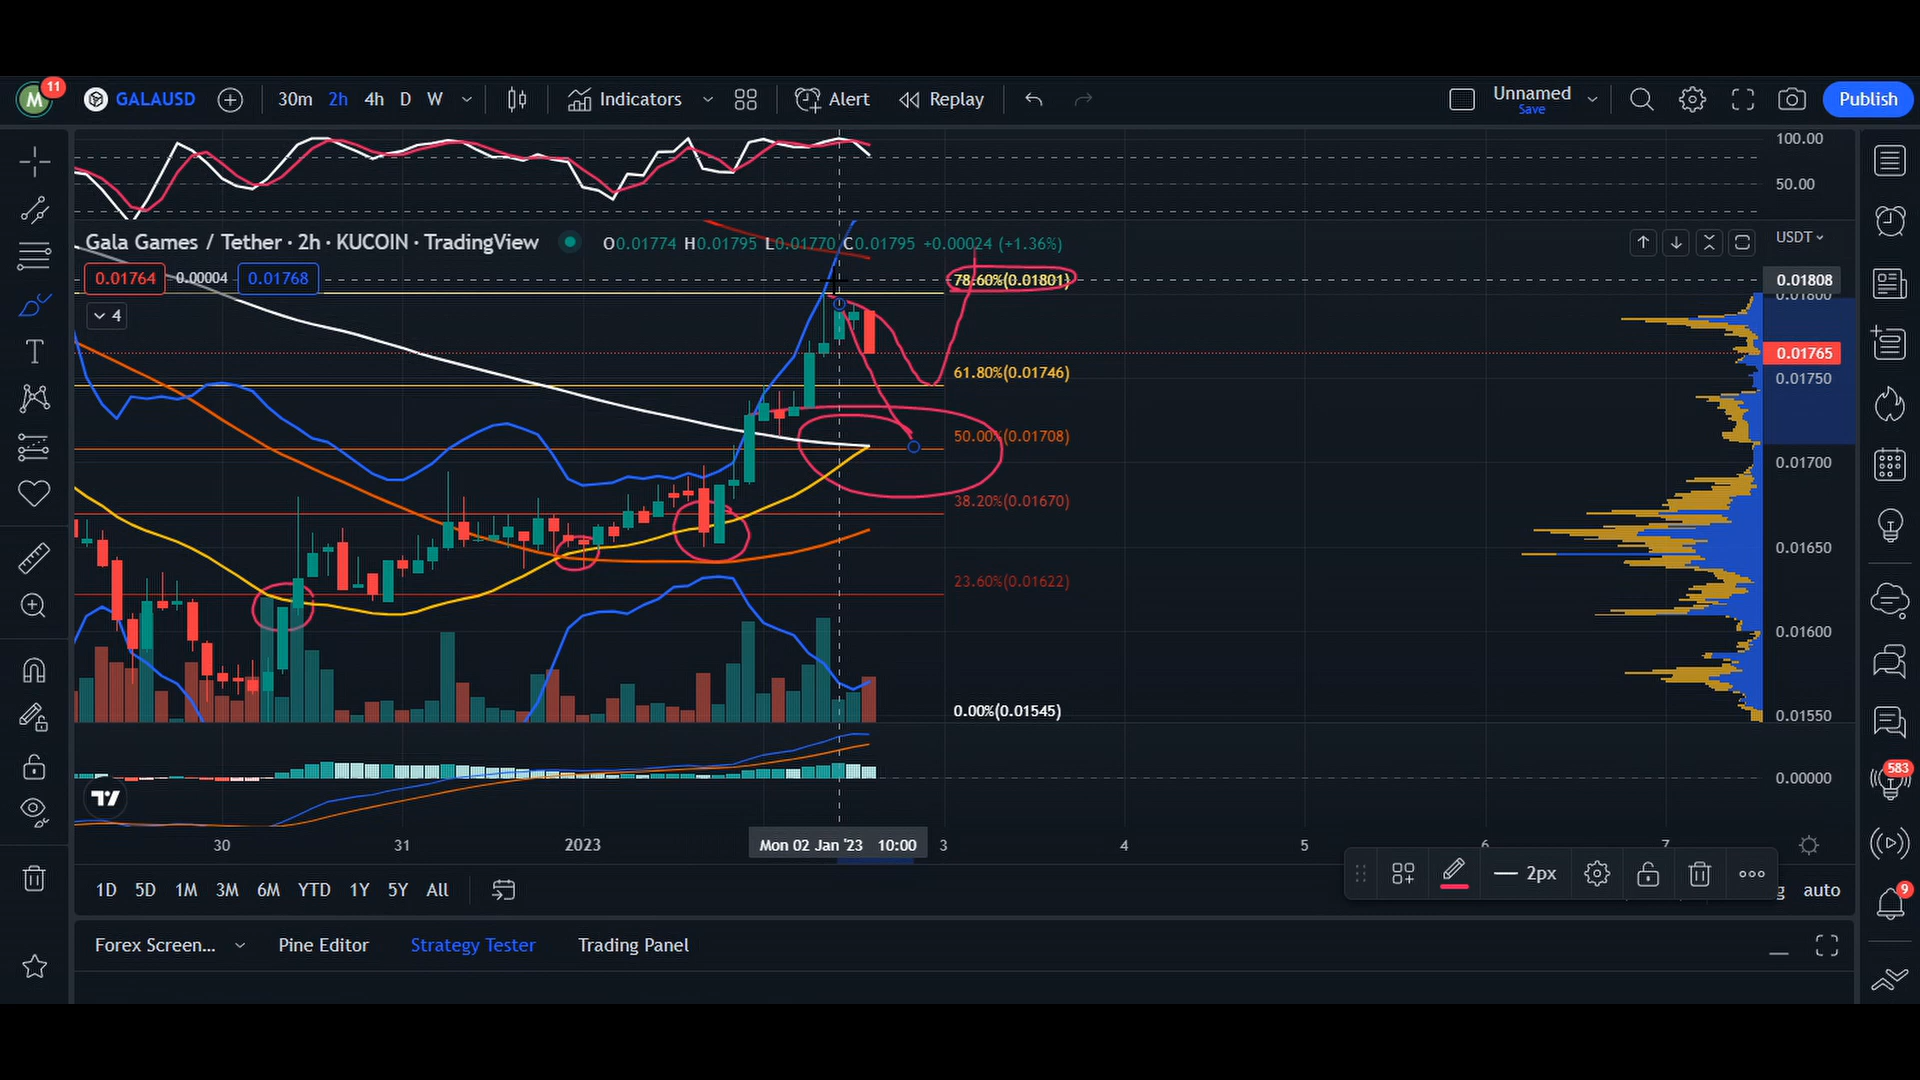 M 11 GALAUSD 30m 2h 4h D W Indicators Alert Replay Unnamed Save Publish
100.00
50.00
Gala Games / Tether · 2h · KUCOIN · TradingView O0.01774 H0.01795 L0.01770 C0.01795 +0.00024 (+1.36%) USDT
0.01764 0.00004 0.01768 78.60%(0.01801) 0.01808
0.01800
4
0.01765
61.80%(0.01746) 0.01750
50.00%(0.01708)
0.01700
38.20%(0.01670)
0.01650
23.60%(0.01622)
0.01600
0.00%(0.01545) 0.01550
583
0.00000
30 31 2023 Mon 02 Jan '23 10:00 3 4 5 6 7
2px
1D 5D 1M 3M 6M YTD 1Y 5Y All g auto
9
Forex Screen... Pine Editor Strategy Tester Trading Panel